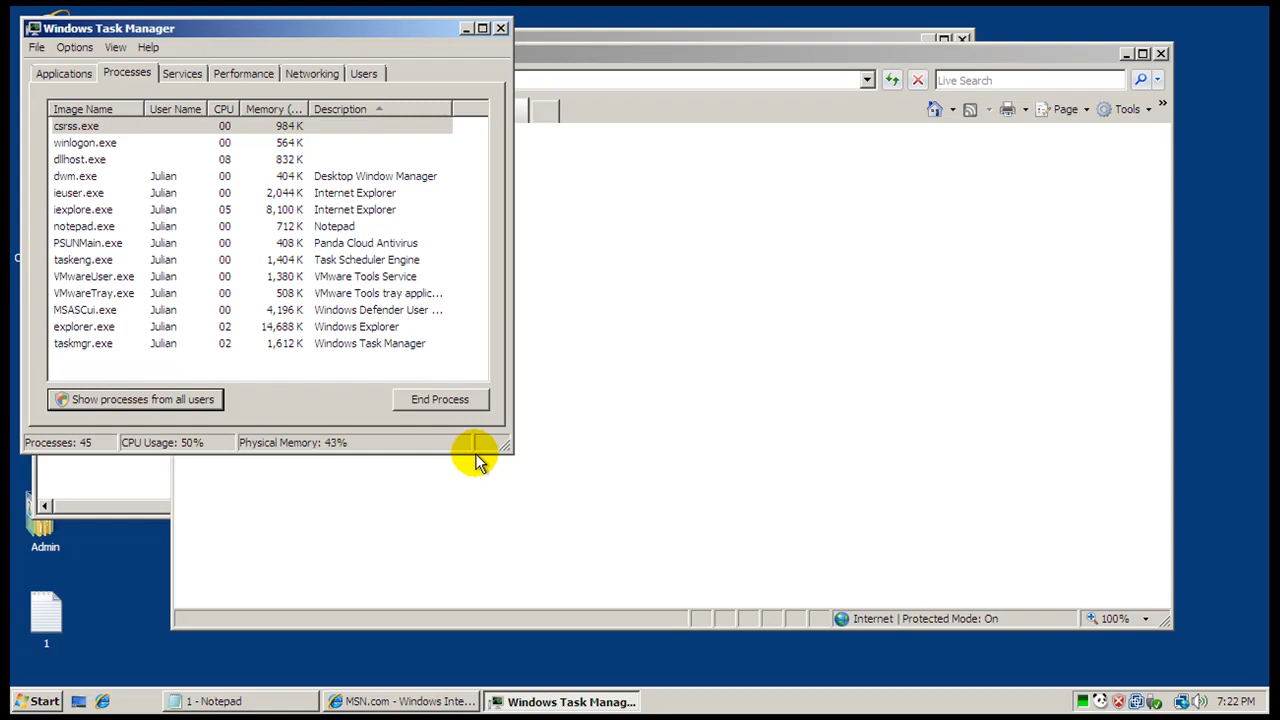 Windows Task Manager
File Options View Help
Applications Processes Services Performance Networking Users
Image Name User Name CPU Memory (... Description
csrss.exe 00 984 K
winlogon.exe 00 564 K
dllhost.exe 08 832 K
dwm.exe Julian 00 404 K Desktop Window Manager
ieuser.exe Julian 00 2,044 K Internet Explorer
iexplore.exe Julian 05 8,100 K Internet Explorer
notepad.exe Julian 00 712 K Notepad
PSUNMain.exe Julian 00 408 K Panda Cloud Antivirus
taskeng.exe Julian 00 1,404 K Task Scheduler Engine
VMwareUser.exe Julian 00 1,380 K VMware Tools Service
VMwareTray.exe Julian 00 508 K VMware Tools tray applic...
MSASCui.exe Julian 00 4,196 K Windows Defender User ...
explorer.exe Julian 02 14,688 K Windows Explorer
taskmgr.exe Julian 02 1,612 K Windows Task Manager
Show processes from all users End Process
Processes: 45 CPU Usage: 50% Physical Memory: 43%
Live Search
Page Tools »
Admin
1
Internet | Protected Mode: On 100%
Start 1 - Notepad MSN.com - Windows Inte... Windows Task Manag... 7:22 PM